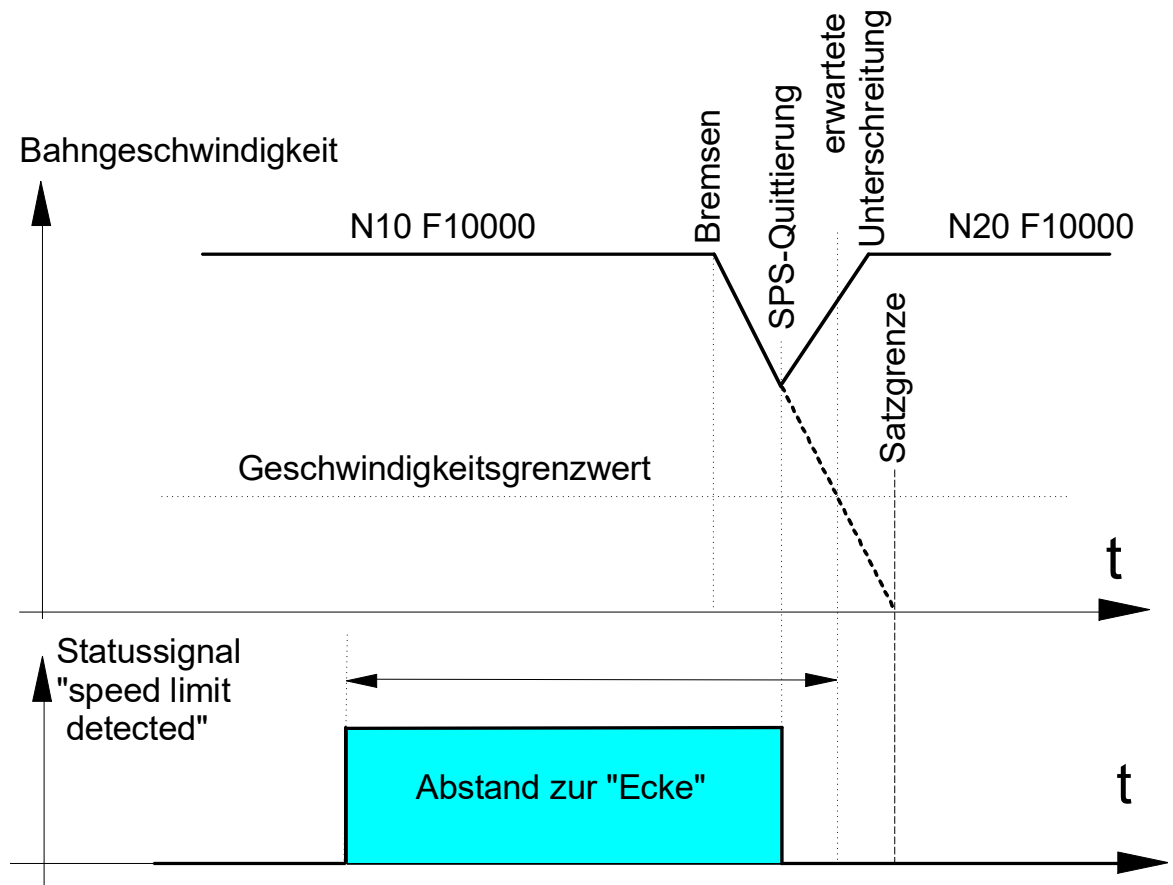 Bahngeschwindigkeit
N10 F10000
Bremsen
SPS-Quittierung
erwartete
Unterschreitung
N20 F10000
Satzgrenze
Geschwindigkeitsgrenzwert
t
Statussignal
"speed limit
detected"
Abstand zur "Ecke"
t